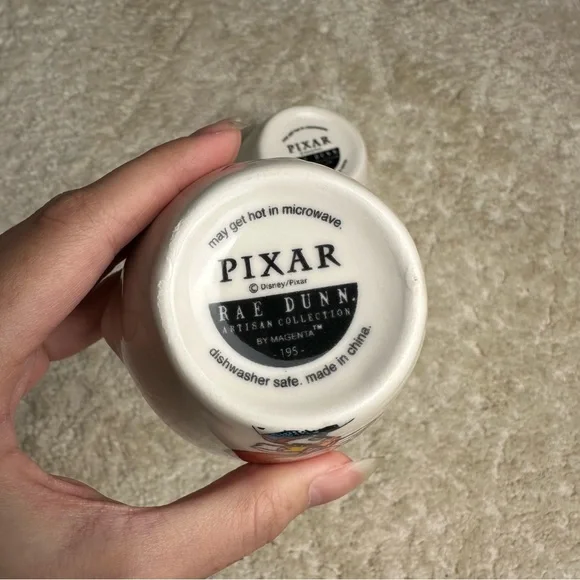 PIXAR
DUNN
may get hot in microwave.
PIXAR
© Disney/Pixar
RAE DUNN.
ARTISAN COLLECTION
BY MAGENTA™
- 195 -
dishwasher safe. made in china.